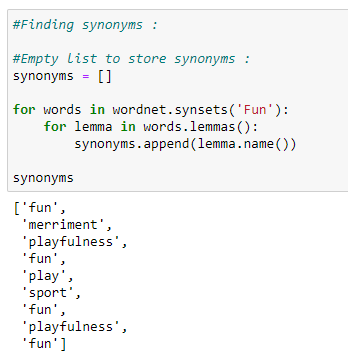 #Finding synonyms :
#Empty list to store synonyms :
synonyms = []
for words in wordnet.synsets('Fun'):
    for lemma in words.lemmas():
        synonyms.append(lemma.name())
synonyms
['fun',
 'merriment',
 'playfulness',
 'fun',
 'play',
 'sport',
 'fun',
 'playfulness',
 'fun']